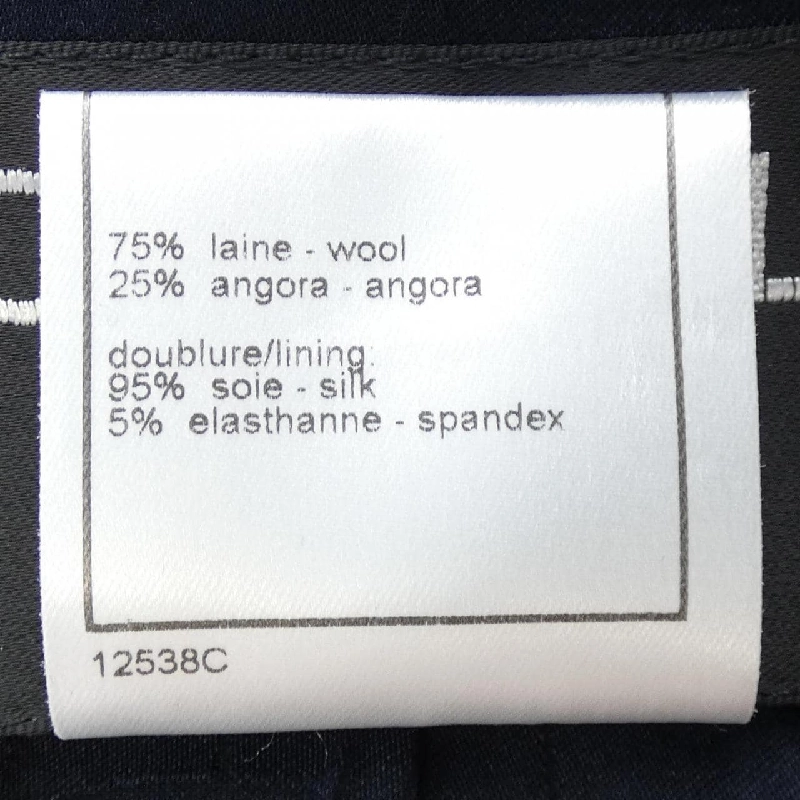 75% laine - wool
25% angora - angora
doublure/lining:
95% soie - silk
5% elasthanne - spandex
12538C